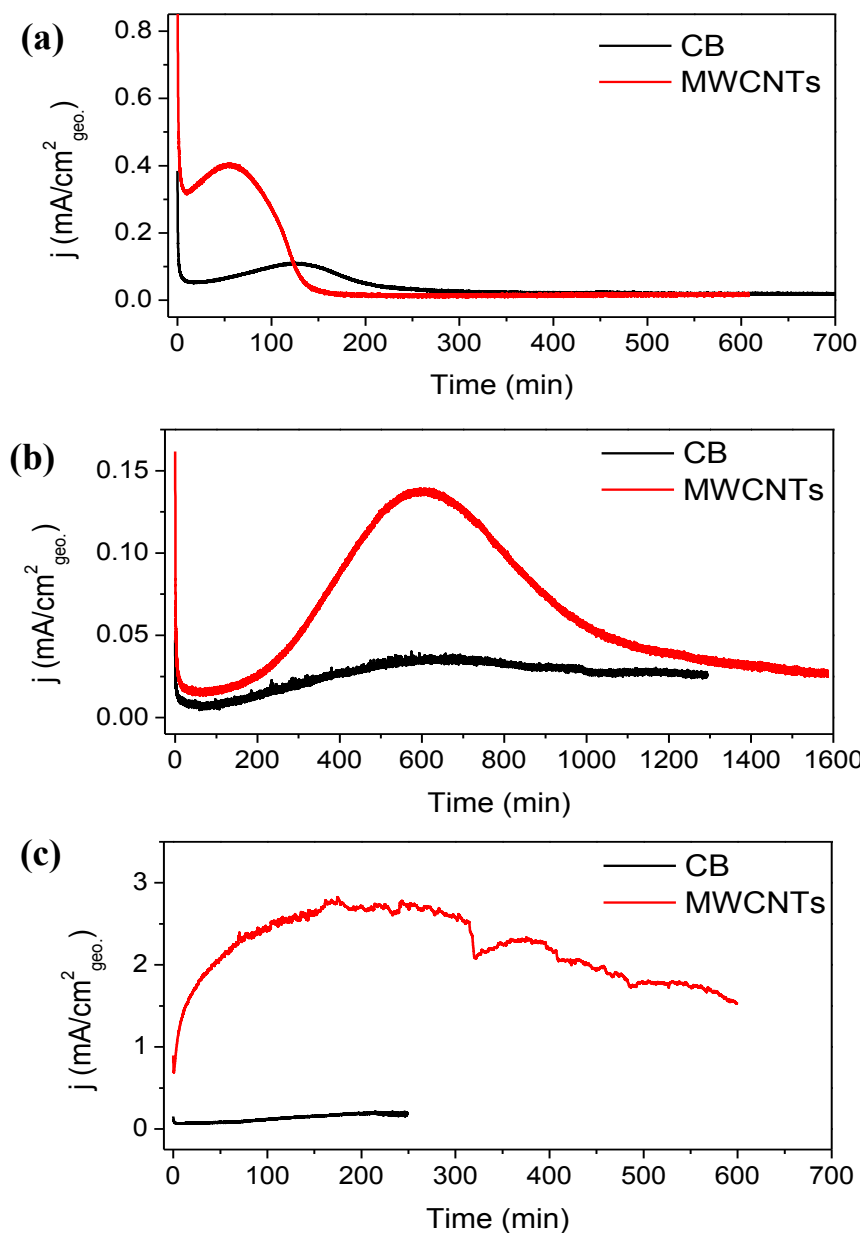 (a)
CB
MWCNTs
j (mA/cm²geo.)
0.8
0.6
0.4
0.2
0.0
0 100 200 300 400 500 600 700
Time (min)
(b)
CB
MWCNTs
j (mA/cm²geo.)
0.15
0.10
0.05
0.00
0 200 400 600 800 1000 1200 1400 1600
Time (min)
(c)
CB
MWCNTs
j (mA/cm²geo.)
3
2
1
0
0 100 200 300 400 500 600 700
Time (min)